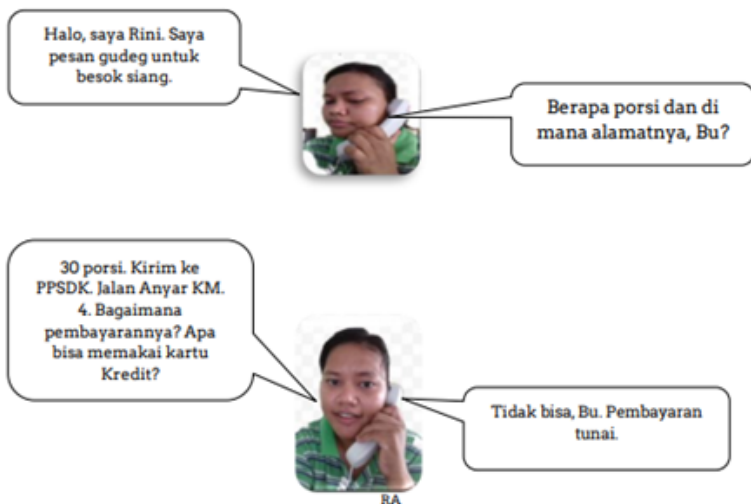 Halo, saya Rini. Saya
pesan gudeg untuk
besok siang.
Berapa porsi dan di
mana alamatnya, Bu?
30 porsi. Kirim ke
PPSDK. Jalan Anyar KM.
4. Bagaimana
pembayarannya? Apa
bisa memakai kartu
Kredit?
Tidak bisa, Bu. Pembayaran
tunai.
RA